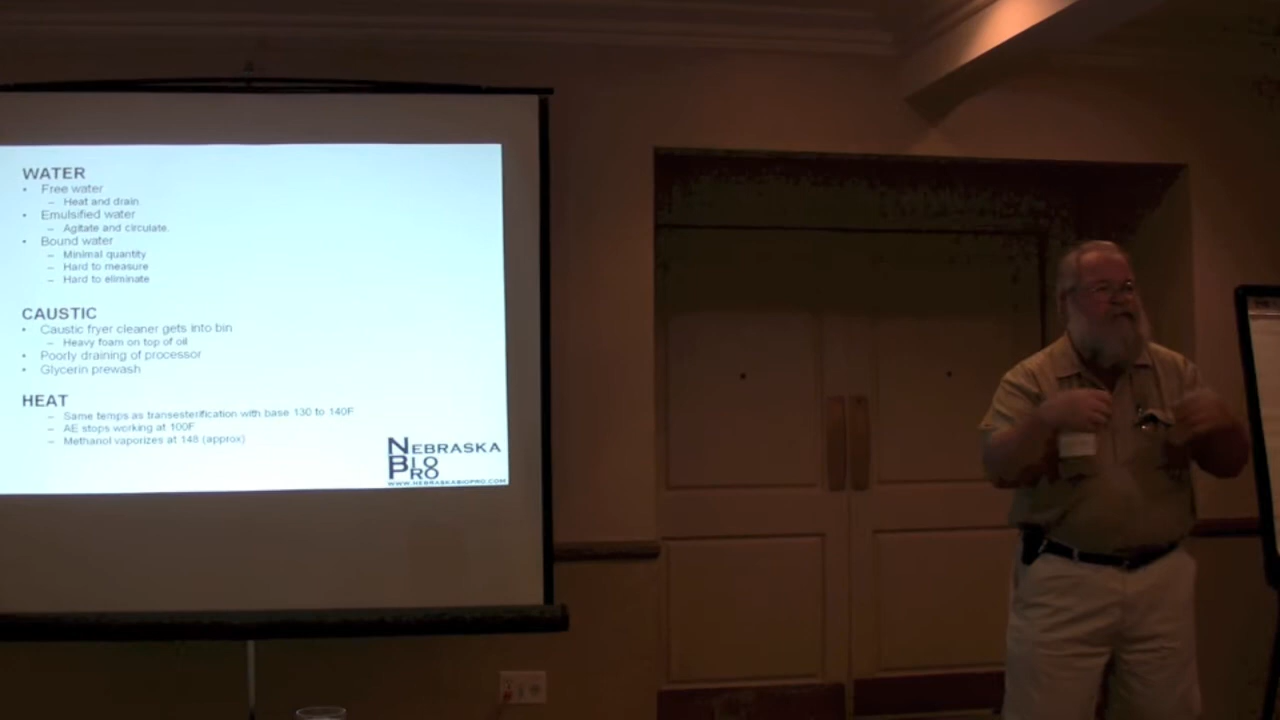 WATER
• Free water
– Heat and drain
• Emulsified water
– Agitate and circulate.
• Bound water
– Minimal quantity
– Hard to measure
– Hard to eliminate
CAUSTIC
• Caustic fryer cleaner gets into bin
– Heavy foam on top of oil
• Poorly draining of processor
• Glycerin prewash
HEAT
– Same temps as transesterification with base 130 to 140F
– AE stops working at 100F
– Methanol vaporizes at 148 (approx)
NEBRASKA
BIO
PRO
WWW.NEBRASKABIOPRO.COM